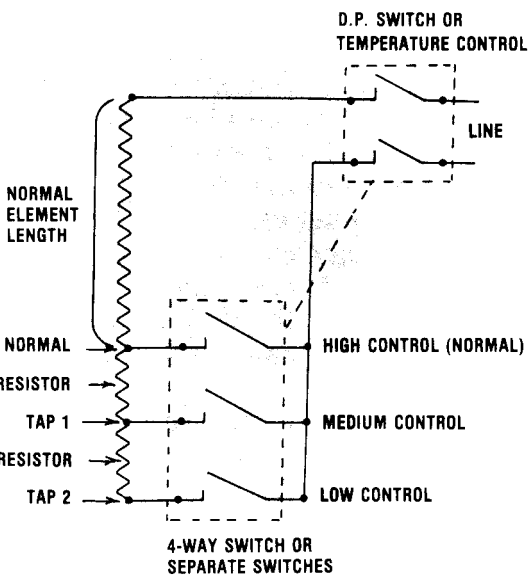 D.P. SWITCH OR
TEMPERATURE CONTROL
LINE
NORMAL
ELEMENT
LENGTH
NORMAL
HIGH CONTROL (NORMAL)
RESISTOR
TAP 1
MEDIUM CONTROL
RESISTOR
TAP 2
LOW CONTROL
4-WAY SWITCH OR
SEPARATE SWITCHES